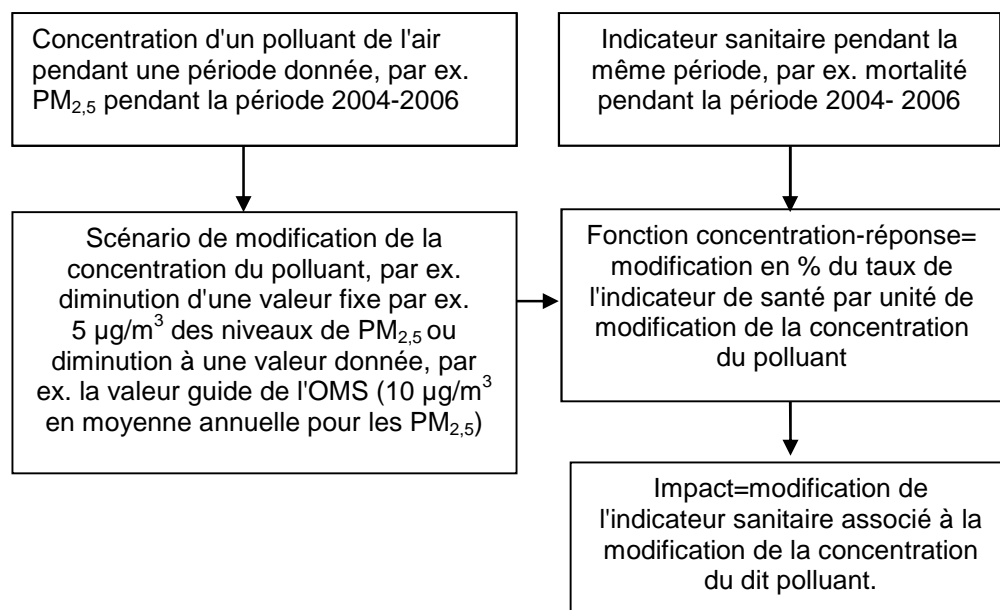 Concentration d'un polluant de l'air
pendant une période donnée, par ex.
PM2,5 pendant la période 2004-2006
Indicateur sanitaire pendant la
même période, par ex. mortalité
pendant la période 2004- 2006
Scénario de modification de la
concentration du polluant, par ex.
diminution d'une valeur fixe par ex.
5 µg/m³ des niveaux de PM2,5 ou
diminution à une valeur donnée, par
ex. la valeur guide de l'OMS (10 µg/m³
en moyenne annuelle pour les PM2,5)
Fonction concentration-réponse=
modification en % du taux de
l'indicateur de santé par unité de
modification de la concentration
du polluant
Impact=modification de
l'indicateur sanitaire associé à la
modification de la concentration
du dit polluant.